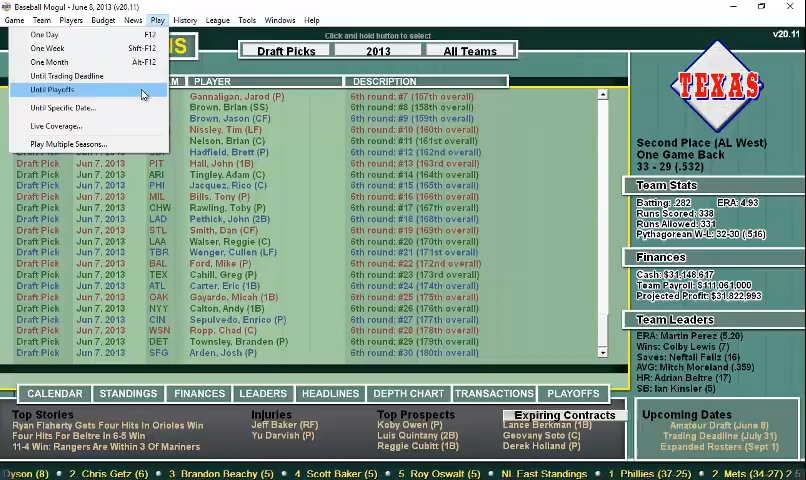 Baseball Mogul - June 8, 2013 (v20.11)
Game Team Players Budget News Play History League Tools Windows Help
One Day F12
One Week Shft-F12
One Month Alt-F12
Until Trading Deadline
Until Playoffs
Until Specific Date...
Live Coverage...
Play Multiple Seasons...
Click and hold button to select
Draft Picks 2013 All Teams
v20.11
PLAYER DESCRIPTION
Gannaligan, Jarod (P) 6th round: #7 (157th overall)
Brown, Brian (SS) 6th round: #8 (158th overall)
Brown, Jason (CF) 6th round: #9 (159th overall)
Nissley, Tim (LF) 6th round: #10 (160th overall)
Nelson, Brian (C) 6th round: #11 (161st overall)
Hadfield, Brett (P) 6th round: #12 (162nd overall)
Draft Pick Jun 7, 2013 PIT Hall, John (1B) 6th round: #13 (163rd overall)
Draft Pick Jun 7, 2013 ARI Tingley, Adam (C) 6th round: #14 (164th overall)
Draft Pick Jun 7, 2013 PHI Jacquez, Rico (C) 6th round: #15 (165th overall)
Draft Pick Jun 7, 2013 MIL Bills, Tony (P) 6th round: #16 (166th overall)
Draft Pick Jun 7, 2013 CHW Rawling, Toby (P) 6th round: #17 (167th overall)
Draft Pick Jun 7, 2013 LAD Pethick, John (2B) 6th round: #18 (168th overall)
Draft Pick Jun 7, 2013 STL Smith, Dan (CF) 6th round: #19 (169th overall)
Draft Pick Jun 7, 2013 LAA Walser, Reggie (C) 6th round: #20 (170th overall)
Draft Pick Jun 7, 2013 TBR Wenger, Cullen (LF) 6th round: #21 (171st overall)
Draft Pick Jun 7, 2013 BAL Ford, Mike (P) 6th round: #22 (172nd overall)
Draft Pick Jun 7, 2013 TEX Cahill, Greg (P) 6th round: #23 (173rd overall)
Draft Pick Jun 7, 2013 ATL Carter, Eric (1B) 6th round: #24 (174th overall)
Draft Pick Jun 7, 2013 OAK Gayardo, Micah (1B) 6th round: #25 (175th overall)
Draft Pick Jun 7, 2013 NYY Calton, Andy (1B) 6th round: #26 (176th overall)
Draft Pick Jun 7, 2013 CIN Sepulvedo, Enrico (P) 6th round: #27 (177th overall)
Draft Pick Jun 7, 2013 WSN Ropp, Chad (C) 6th round: #28 (178th overall)
Draft Pick Jun 7, 2013 DET Townsley, Branden (P) 6th round: #29 (179th overall)
Draft Pick Jun 7, 2013 SFG Arden, Josh (P) 6th round: #30 (180th overall)
TEXAS
Second Place (AL West)
One Game Back
33 - 29 (.532)
Team Stats
Batting: .282 ERA: 4.93
Runs Scored: 338
Runs Allowed: 331
Pythagorean W-L: 32-30 (.516)
Finances
Cash: $31,148,617
Team Payroll: $111,061,000
Projected Profit: $31,822,993
Team Leaders
ERA: Martin Perez (5.20)
Wins: Colby Lewis (7)
Saves: Neftali Feliz (16)
AVG: Mitch Moreland (.359)
HR: Adrian Beltre (17)
SB: Ian Kinsler (5)
CALENDAR STANDINGS FINANCES LEADERS HEADLINES DEPTH CHART TRANSACTIONS PLAYOFFS
Top Stories
Ryan Flaherty Gets Four Hits In Orioles Win
Four Hits For Beltre In 6-5 Win
11-4 Win: Rangers Are Within 3 Of Mariners
Injuries
Jeff Baker (RF)
Yu Darvish (P)
Top Prospects
Koby Owen (P)
Luis Quintany (2B)
Reggie Cubitt (1B)
Expiring Contracts
Lance Berkman (1B)
Geovany Soto (C)
Derek Holland (P)
Upcoming Dates
Amateur Draft (June 8)
Trading Deadline (July 31)
Expanded Rosters (Sept 1)
Dyson (8) • 2 Chris Getz (6) • 3 Brandon Beachy (5) • 4 Scott Baker (5) • 5 Roy Oswalt (5) • NL East Standings • 1 Phillies (37-25) • 2 Mets (34-27) 2.5